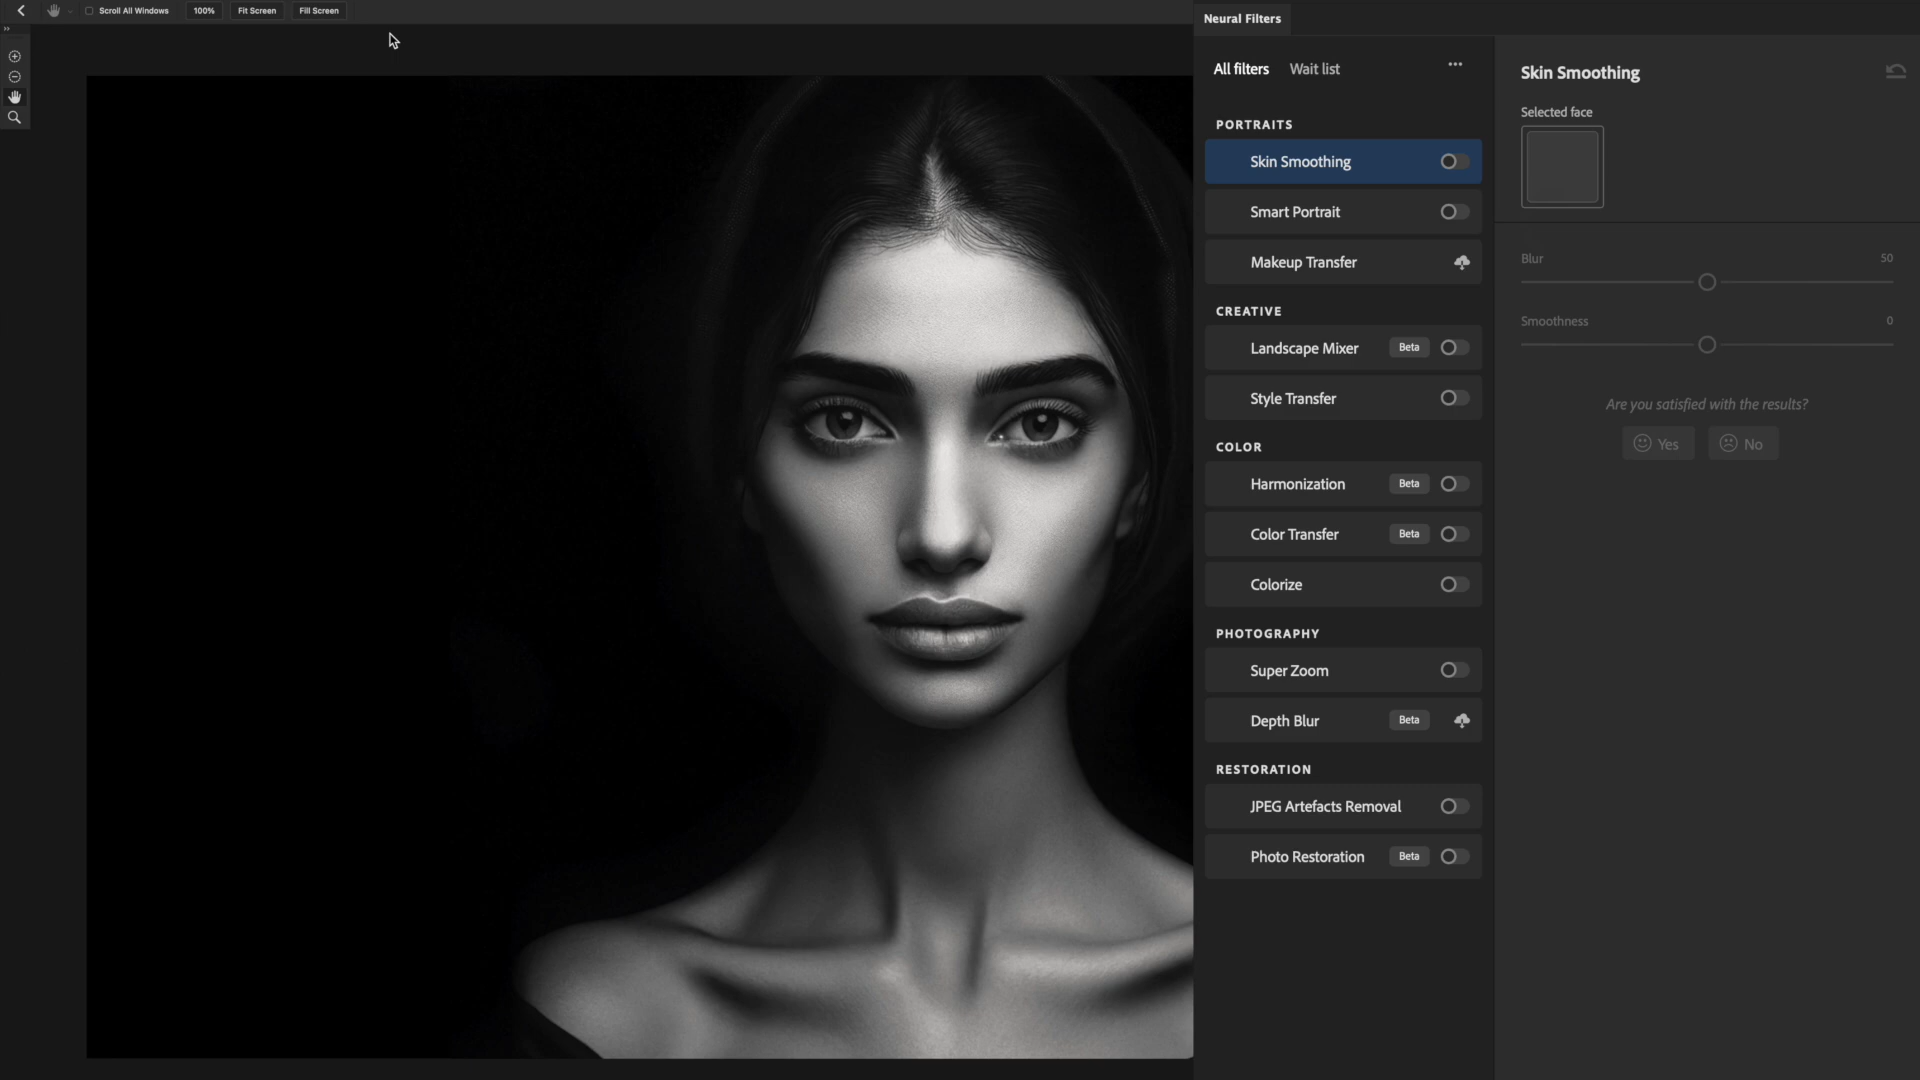 Scroll All Windows 100% Fit Screen Fill Screen
Neural Filters
All filters Wait list
PORTRAITS
Skin Smoothing
Smart Portrait
Makeup Transfer
CREATIVE
Landscape Mixer Beta
Style Transfer
COLOR
Harmonization Beta
Color Transfer Beta
Colorize
PHOTOGRAPHY
Super Zoom
Depth Blur Beta
RESTORATION
JPEG Artefacts Removal
Photo Restoration Beta
Skin Smoothing
Selected face
Blur 50
Smoothness 0
Are you satisfied with the results?
Yes No